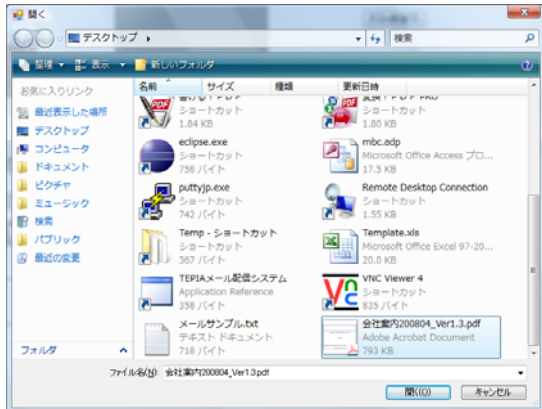 開く
デスクトップ
検索
整理 表示 新しいフォルダ
お気に入りリンク
最近表示した場所
デスクトップ
コンピュータ
ドキュメント
ピクチャ
ミュージック
検索
パブリック
最近の変更
フォルダ
名前 サイズ 種類 更新日時
ショートカット
1.84 KB
ショートカット
1.80 KB
eclipse.exe
ショートカット
758 バイト
mbc.adp
Microsoft Office Access プロ...
17.5 KB
puttyjp.exe
ショートカット
742 バイト
Remote Desktop Connection
ショートカット
1.55 KB
Temp - ショートカット
ショートカット
367 バイト
Template.xls
Microsoft Office Excel 97-20...
20.0 KB
TEPIAメール配信システム
Application Reference
358 バイト
VNC Viewer 4
ショートカット
835 バイト
メールサンプル.txt
テキスト ドキュメント
718 バイト
会社案内200804_Ver1.3.pdf
Adobe Acrobat Document
793 KB
ファイル名(N): 会社案内200804_Ver1.3.pdf
開く(O) キャンセル